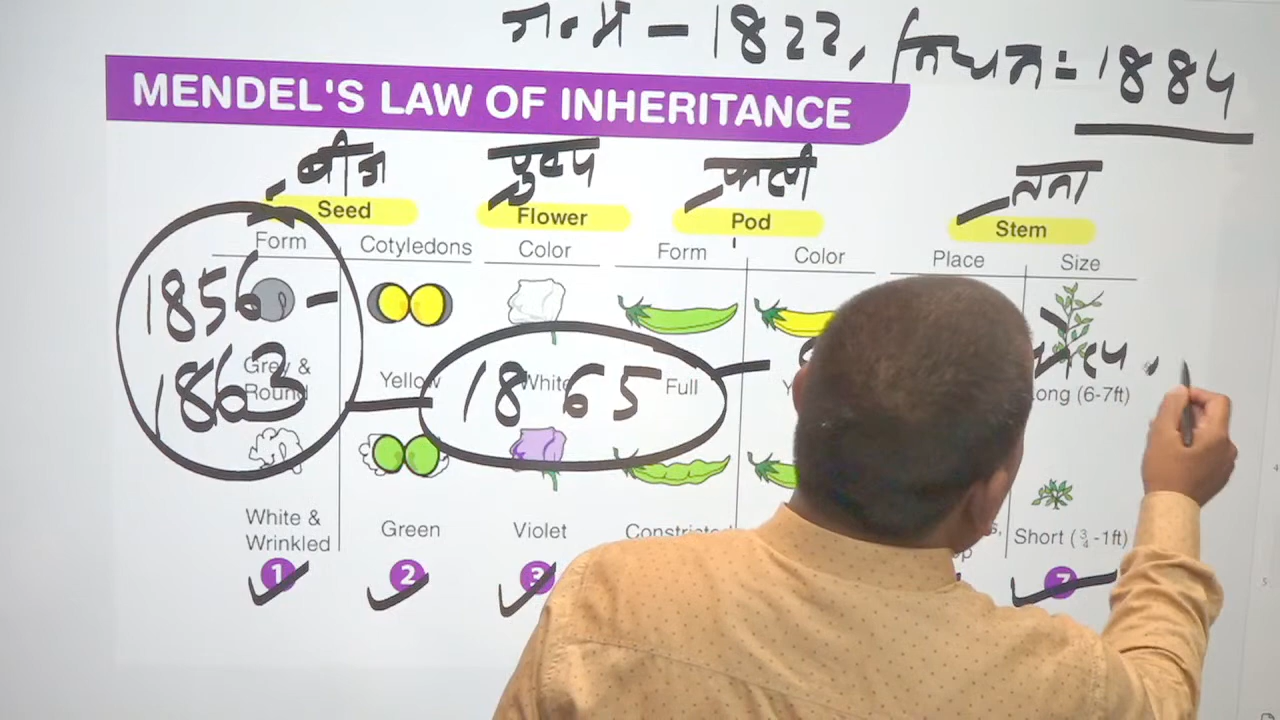 जन्म - 1822, निधन = 1884
MENDEL'S LAW OF INHERITANCE
बीज पुष्प फली तना
Seed Flower Pod Stem
Form Cotyledons Color Form Color Place Size
1856 -
1863 - 1865 -
Grey & Round Yellow White Full Long (6-7ft)
White & Wrinkled Green Violet Short (3/4-1ft)
1 2 3 7